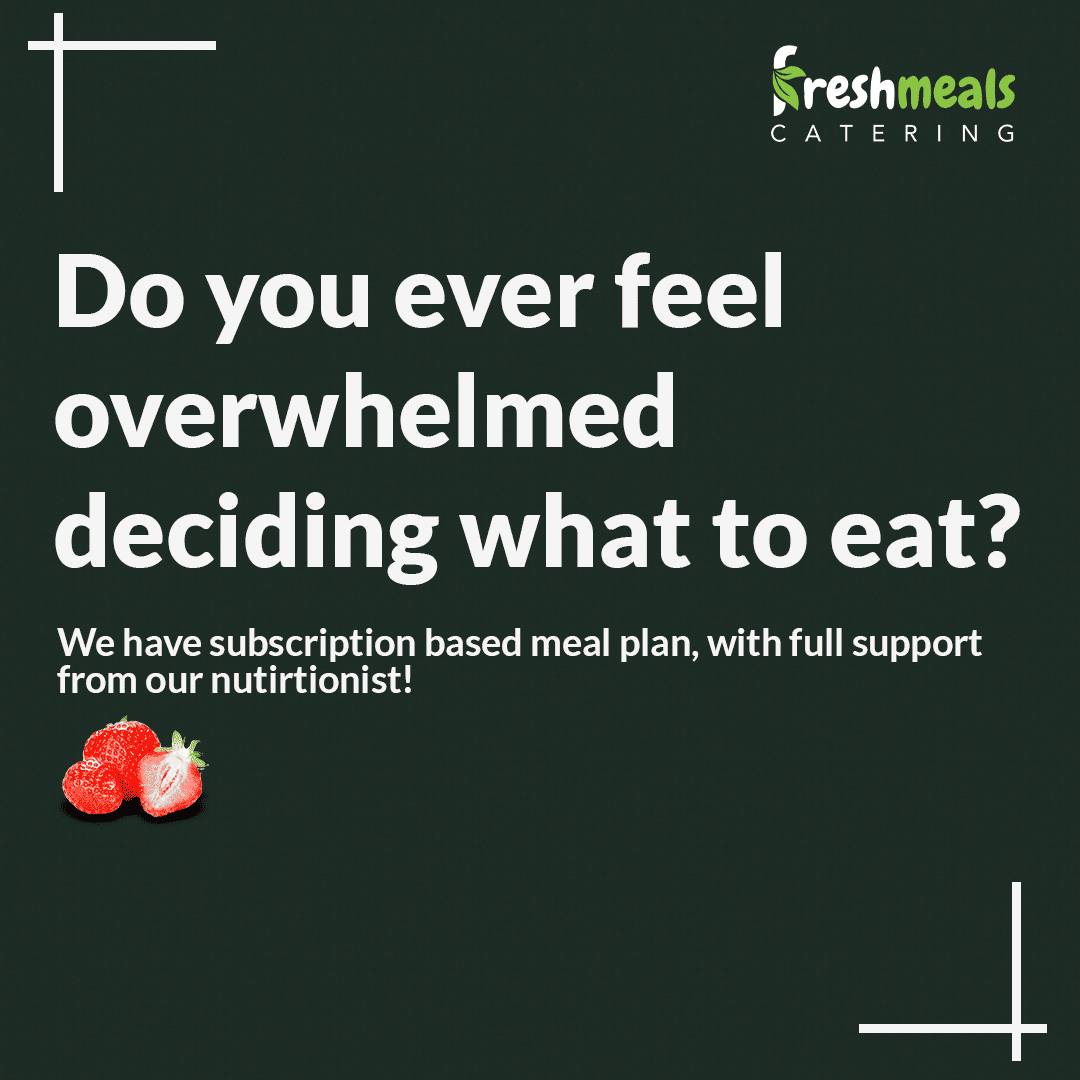 freshmeals
CATERING
Do you ever feel
overwhelmed
deciding what to eat?
We have subscription based meal plan, with full support
from our nutirtionist!